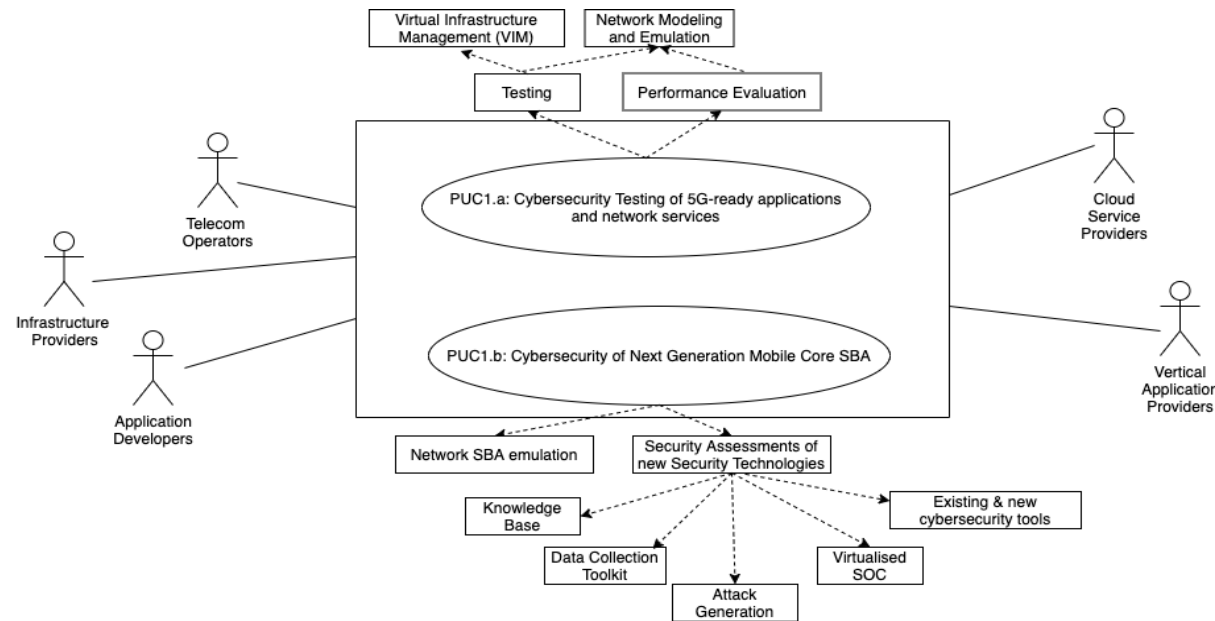 Virtual Infrastructure
Management (VIM)
Network Modeling
and Emulation
Testing
Performance Evaluation
PUC1.a: Cybersecurity Testing of 5G-ready applications
and network services
Telecom
Operators
Cloud
Service
Providers
Infrastructure
Providers
PUC1.b: Cybersecurity of Next Generation Mobile Core SBA
Vertical
Application
Providers
Application
Developers
Network SBA emulation
Security Assessments of
new Security Technologies
Knowledge
Base
Existing & new
cybersecurity tools
Data Collection
Toolkit
Virtualised
SOC
Attack
Generation